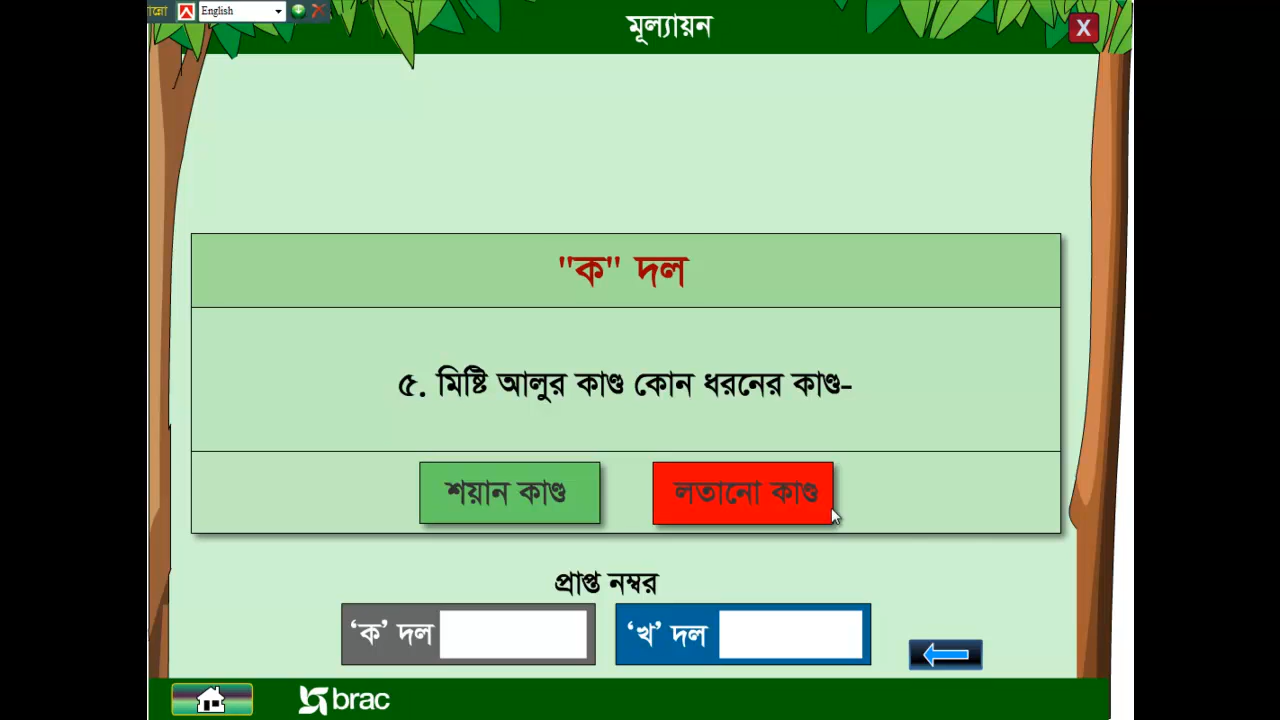 English
মূল্যায়ন
X
"ক" দল
৫. মিষ্টি আলুর কাণ্ড কোন ধরনের কাণ্ড-
শয়ান কাণ্ড
লতানো কাণ্ড
প্রাপ্ত নম্বর
‘ক’ দল
‘খ’ দল
brac